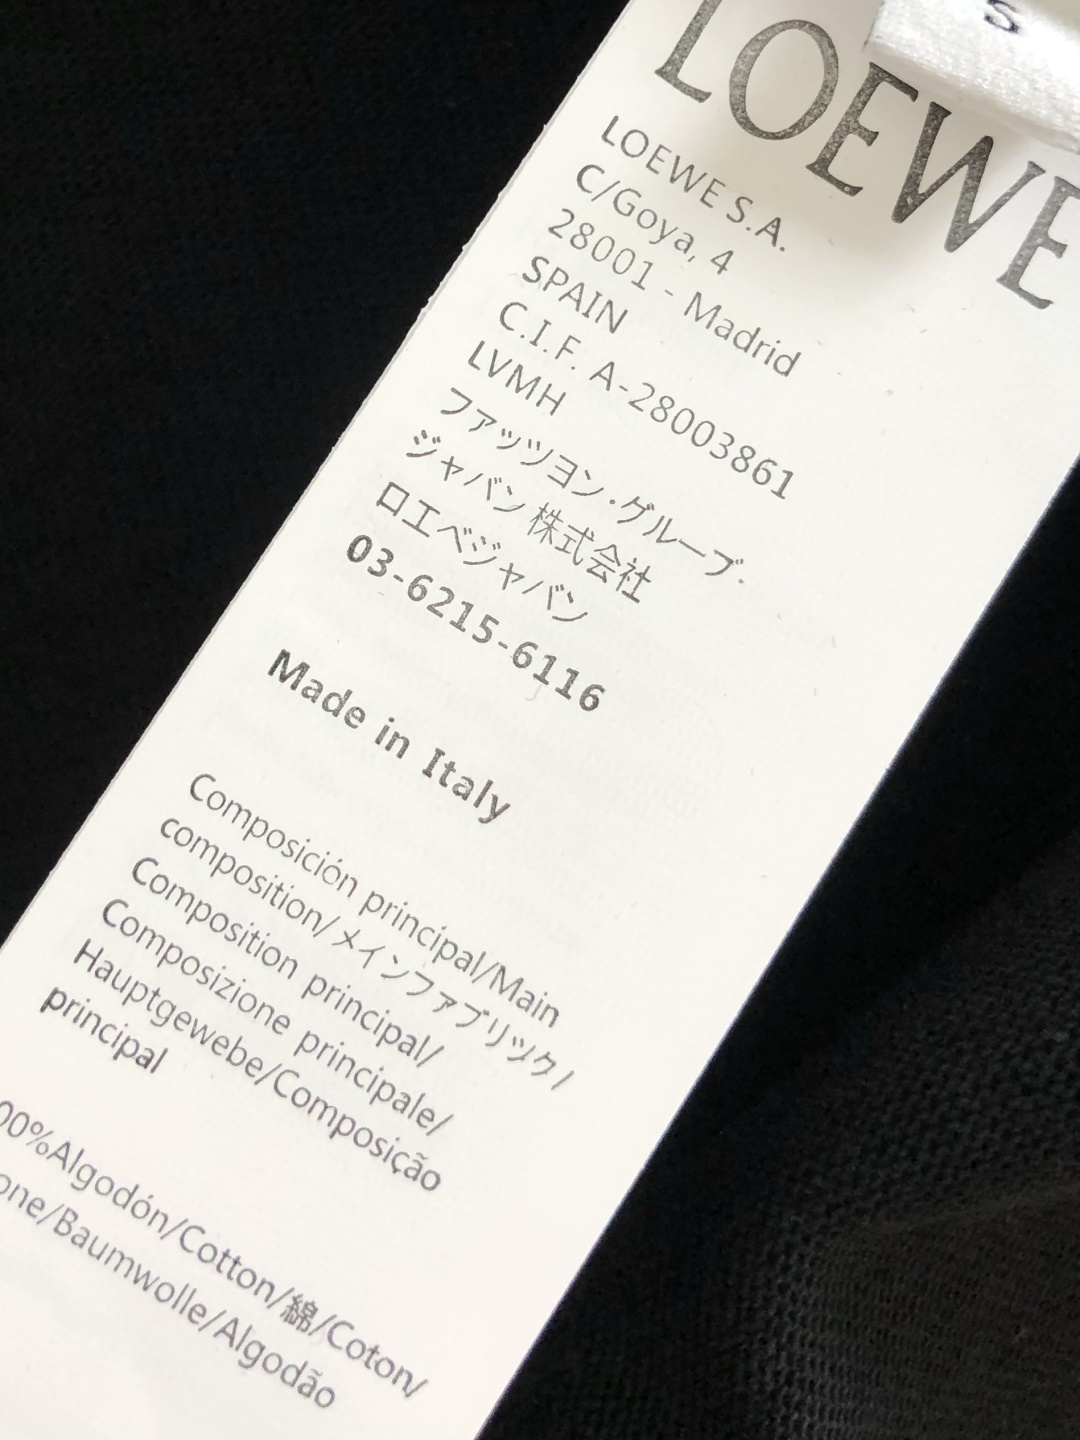 S
LOEWE
LOEWE S.A.
C/Goya, 4
28001 - Madrid
SPAIN
C.I.F. A-28003861
LVMH
ファッツヨン・グループ・
ジャバン株式会社
ロエベジャバン
03-6215-6116
Made in Italy
Composición principal/Main
composition/メインファブリツク/
Composition principal/
Composizione principale/
Hauptgewebe/Composição
principal
00%Algodón/Cotton/綿/Coton/
one/Baumwolle/Algodão